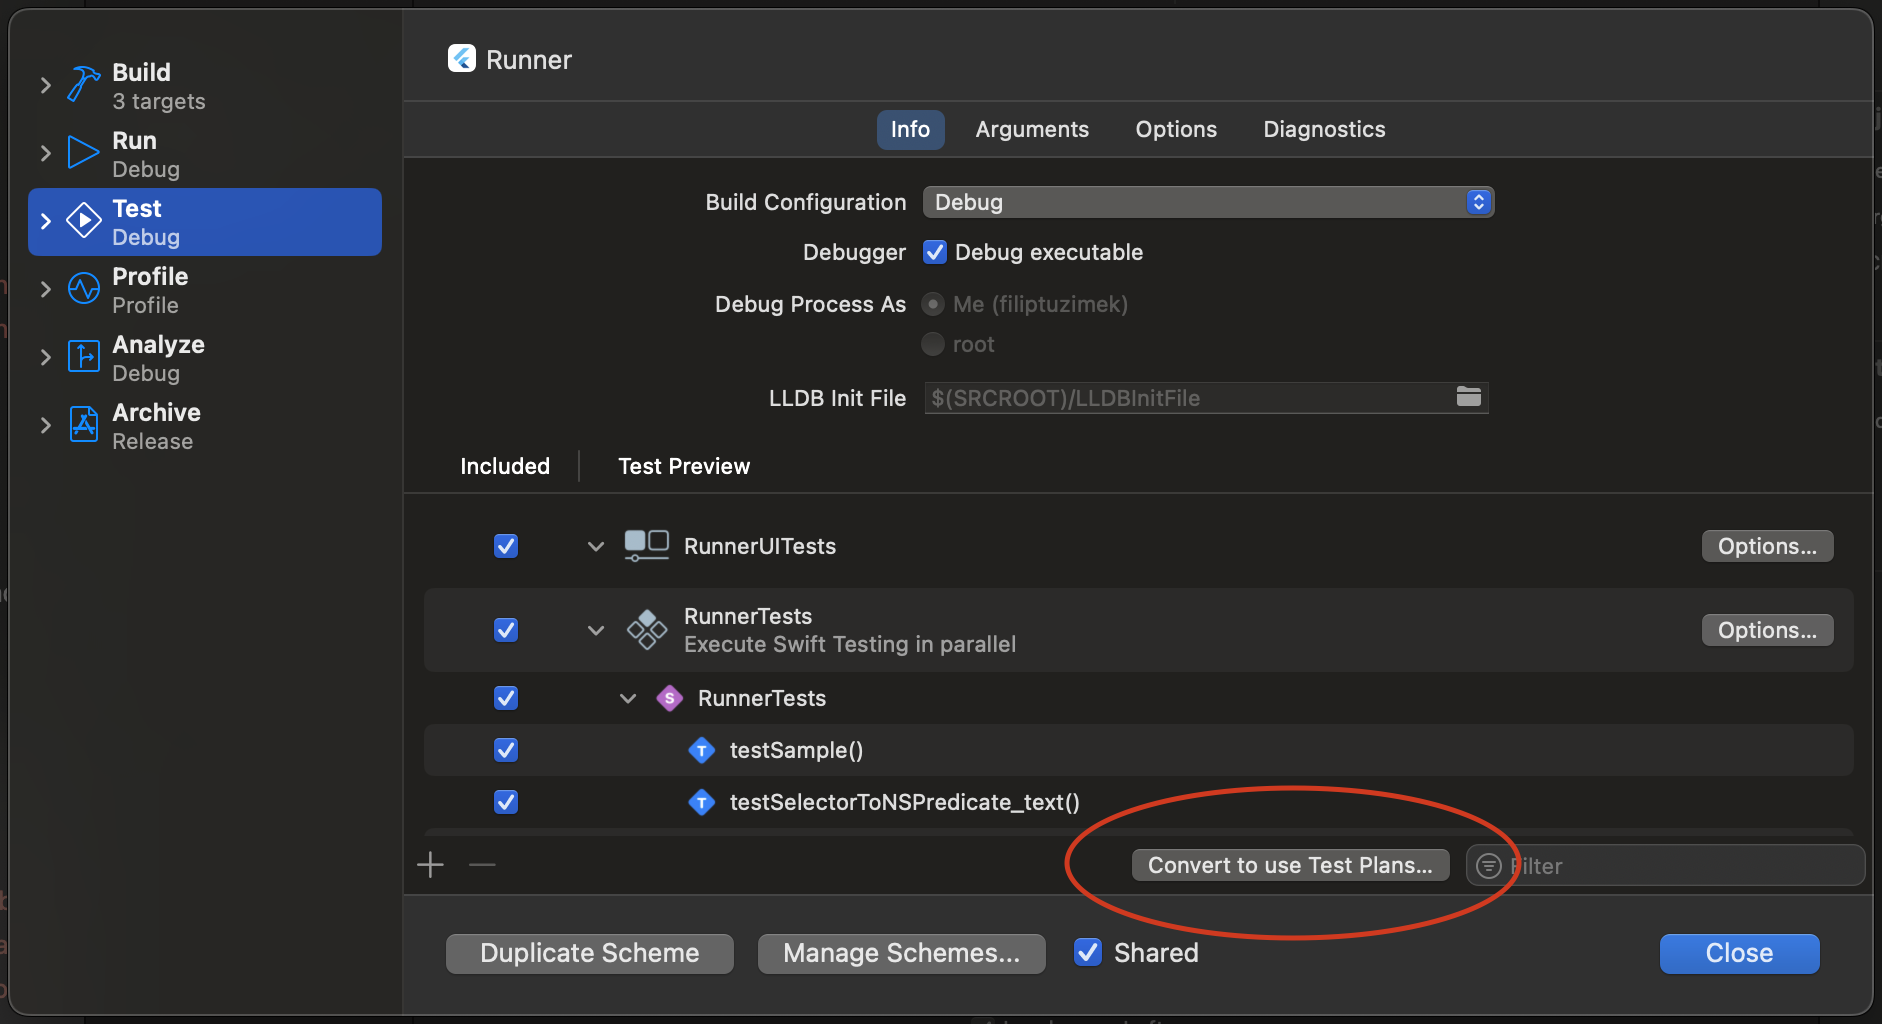 Build
3 targets
Run
Debug
Test
Debug
Profile
Profile
Analyze
Debug
Archive
Release
Runner
Info Arguments Options Diagnostics
Build Configuration Debug
Debugger Debug executable
Debug Process As Me (filiptuzimek)
root
LLDB Init File $(SRCROOT)/LLDBInitFile
Included Test Preview
RunnerUITests Options...
RunnerTests
Execute Swift Testing in parallel
Options...
S RunnerTests
T testSample()
T testSelectorToNSPredicate_text()
Convert to use Test Plans... Filter
Duplicate Scheme Manage Schemes... Shared Close